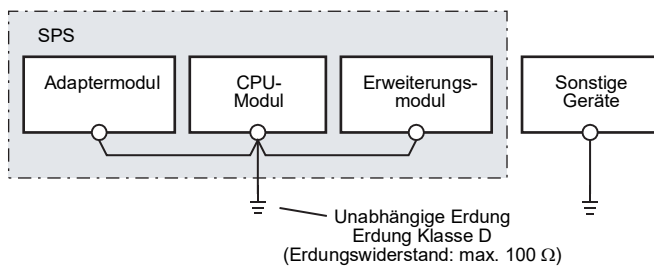 SPS
Adaptermodul
CPU-
Modul
Erweiterungs-
modul
Sonstige
Geräte
Unabhängige Erdung
Erdung Klasse D
(Erdungswiderstand: max. 100 Ω)